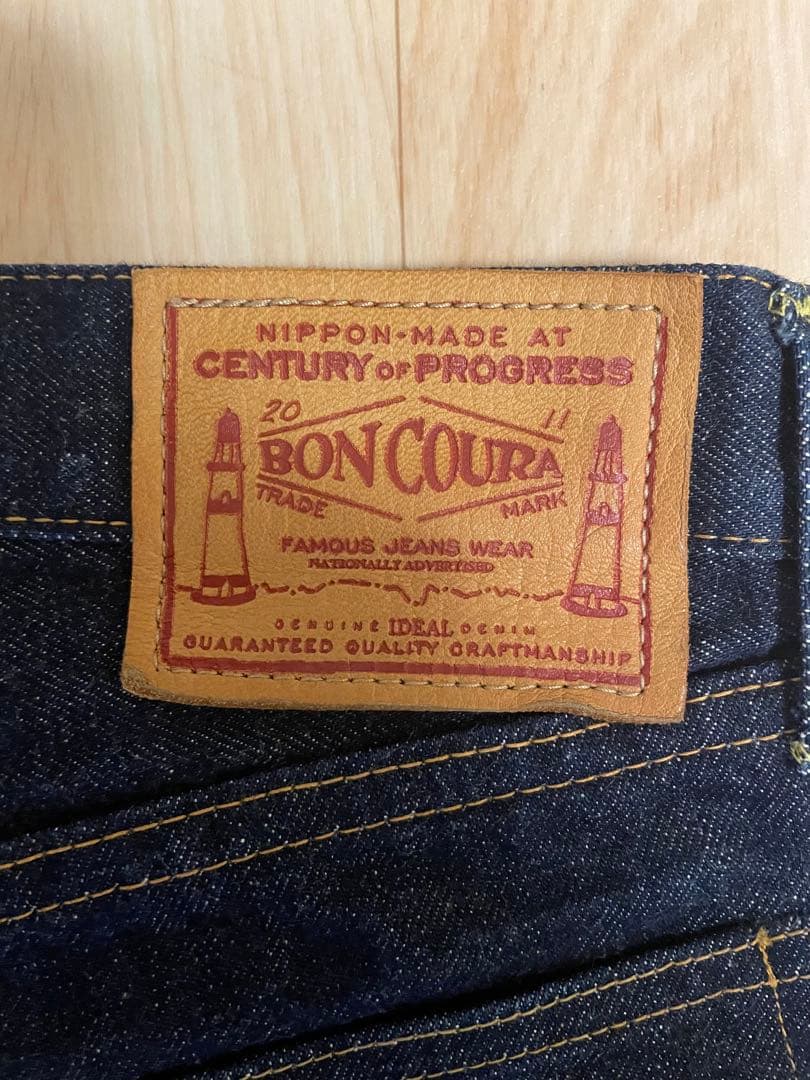 NIPPON-MADE AT
CENTURY OF PROGRESS
20 11
BON COURA
TRADE MARK
FAMOUS JEANS WEAR
NATIONALLY ADVERTISED
GENUINE IDEAL DENIM
GUARANTEED QUALITY CRAFTMANSHIP